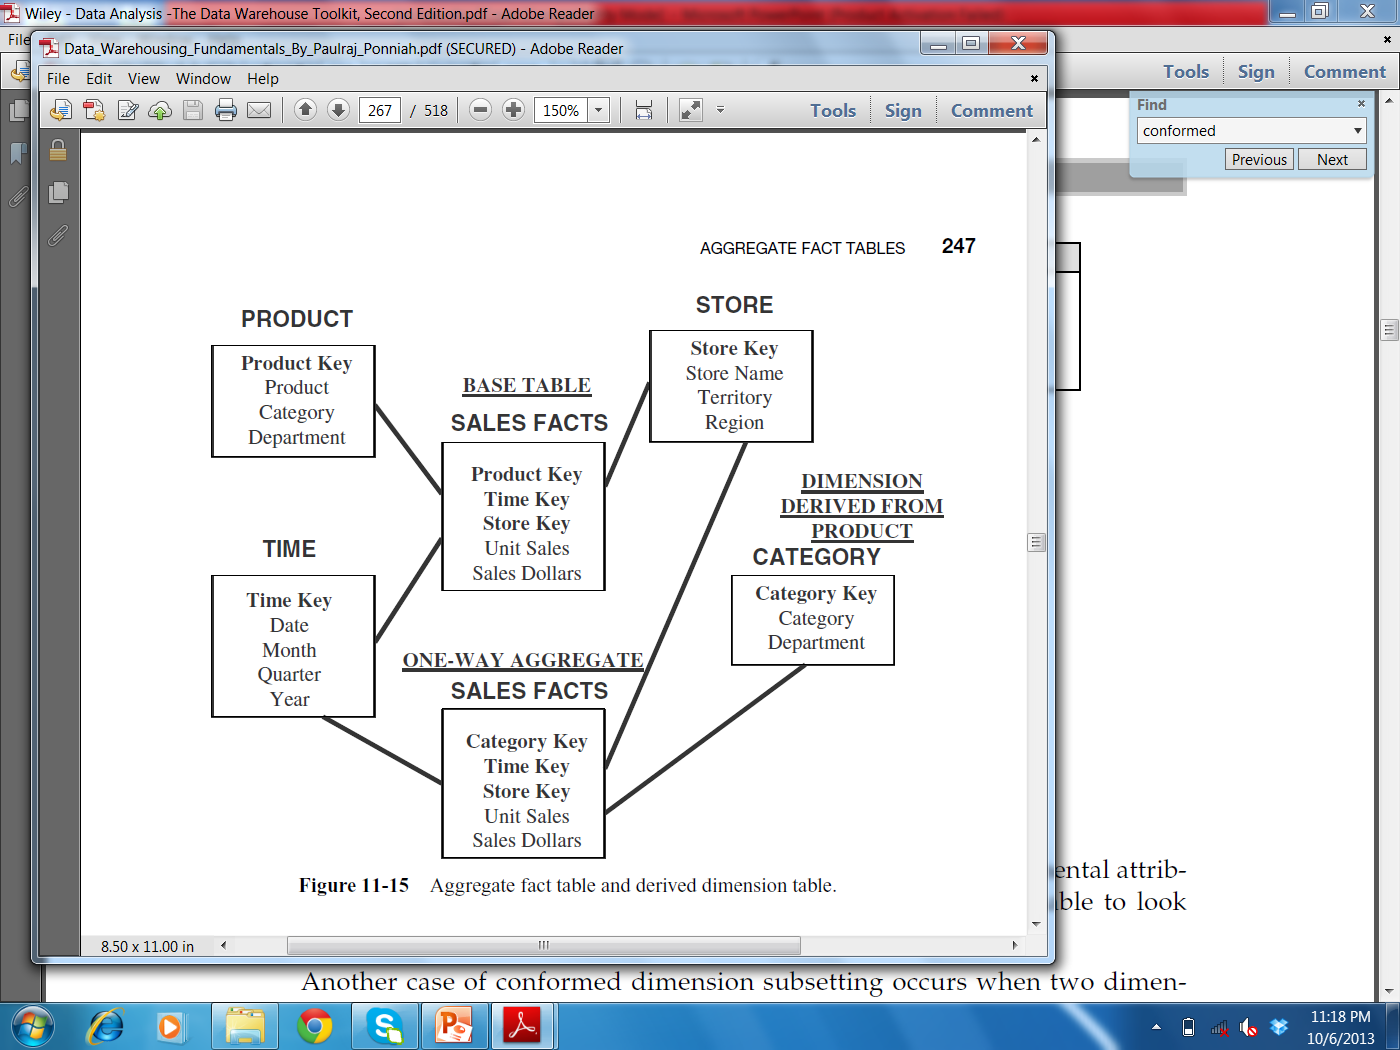 Wiley - Data Analysis -The Data Warehouse Toolkit, Second Edition.pdf - Adobe Reader
File
Tools Sign Comment
Data_Warehousing_Fundamentals_By_Paulraj_Ponniah.pdf (SECURED) - Adobe Reader
File Edit View Window Help
267 / 518 150% Tools Sign Comment
Find
conformed
Previous Next
AGGREGATE FACT TABLES 247
PRODUCT
Product Key
Product
Category
Department
BASE TABLE
SALES FACTS
Product Key
Time Key
Store Key
Unit Sales
Sales Dollars
STORE
Store Key
Store Name
Territory
Region
TIME
Time Key
Date
Month
Quarter
Year
DIMENSION
DERIVED FROM
PRODUCT
CATEGORY
Category Key
Category
Department
ONE-WAY AGGREGATE
SALES FACTS
Category Key
Time Key
Store Key
Unit Sales
Sales Dollars
Figure 11-15 Aggregate fact table and derived dimension table.
8.50 x 11.00 in
ental attrib-
ble to look
Another case of conformed dimension subsetting occurs when two dimen-
11:18 PM
10/6/2013